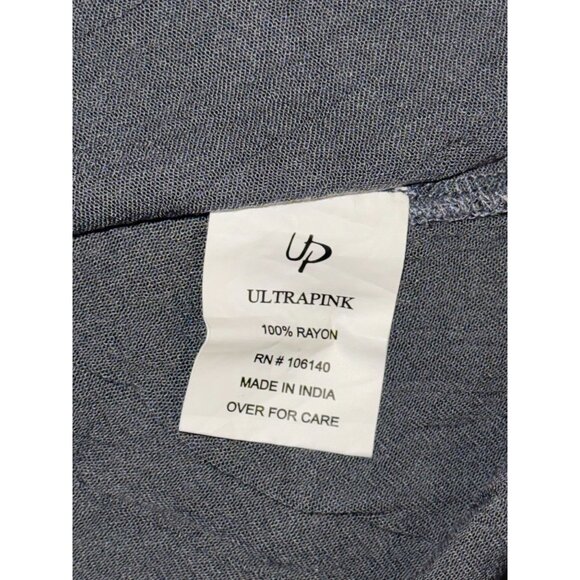 UP
ULTRAPINK
100% RAYON
RN # 106140
MADE IN INDIA
OVER FOR CARE